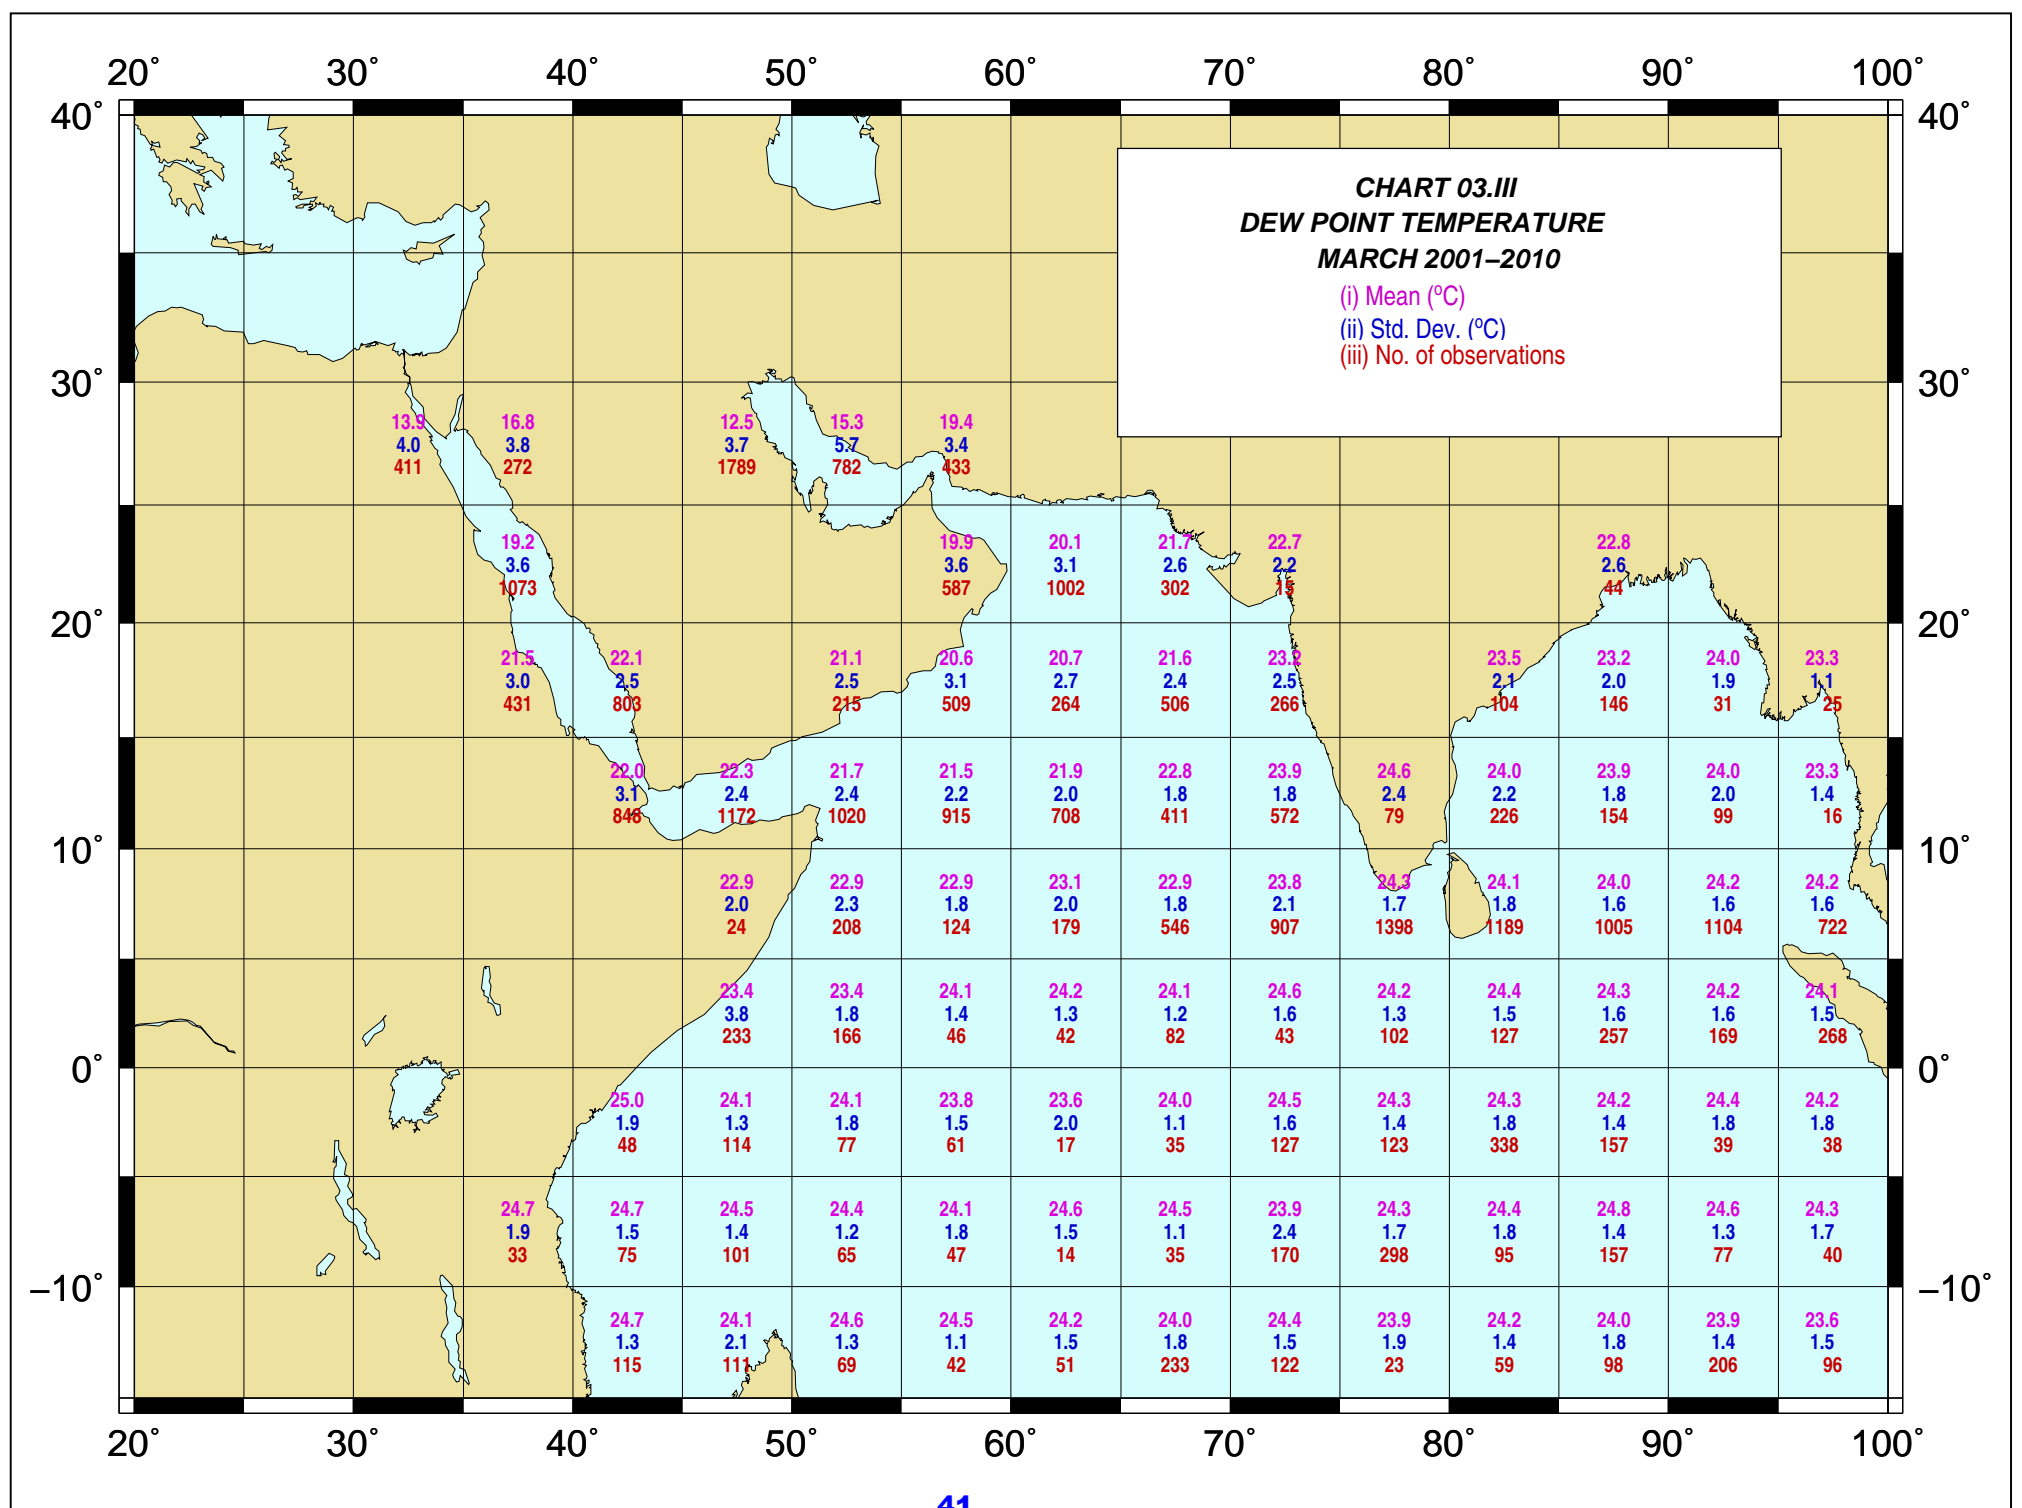 20° 30° 40° 50° 60° 70° 80° 90° 100°
40° 40°
CHART 03.III
DEW POINT TEMPERATURE
MARCH 2001–2010
(i) Mean (ºC)
(ii) Std. Dev. (ºC)
(iii) No. of observations
30° 30°
13.9 16.8 12.5 15.3 19.4
4.0 3.8 3.7 5.7 3.4
411 272 1789 782 433
19.2 19.9 20.1 21.7 22.7 22.8
3.6 3.6 3.1 2.6 2.2 2.6
1073 587 1002 302 15 44
20° 20°
21.5 22.1 21.1 20.6 20.7 21.6 23.2 23.5 23.2 24.0 23.3
3.0 2.5 2.5 3.1 2.7 2.4 2.5 2.1 2.0 1.9 1.1
431 803 215 509 264 506 266 104 146 31 25
22.0 22.3 21.7 21.5 21.9 22.8 23.9 24.6 24.0 23.9 24.0 23.3
3.1 2.4 2.4 2.2 2.0 1.8 1.8 2.4 2.2 1.8 2.0 1.4
848 1172 1020 915 708 411 572 79 226 154 99 16
10° 10°
22.9 22.9 22.9 23.1 22.9 23.8 24.3 24.1 24.0 24.2 24.2
2.0 2.3 1.8 2.0 1.8 2.1 1.7 1.8 1.6 1.6 1.6
24 208 124 179 546 907 1398 1189 1005 1104 722
23.4 23.4 24.1 24.2 24.1 24.6 24.2 24.4 24.3 24.2 24.1
3.8 1.8 1.4 1.3 1.2 1.6 1.3 1.5 1.6 1.6 1.5
233 166 46 42 82 43 102 127 257 169 268
0° 0°
25.0 24.1 24.1 23.8 23.6 24.0 24.5 24.3 24.3 24.2 24.4 24.2
1.9 1.3 1.8 1.5 2.0 1.1 1.6 1.4 1.8 1.4 1.8 1.8
48 114 77 61 17 35 127 123 338 157 39 38
24.7 24.7 24.5 24.4 24.1 24.6 24.5 23.9 24.3 24.4 24.8 24.6 24.3
1.9 1.5 1.4 1.2 1.8 1.5 1.1 2.4 1.7 1.8 1.4 1.3 1.7
33 75 101 65 47 14 35 170 298 95 157 77 40
−10° −10°
24.7 24.1 24.6 24.5 24.2 24.0 24.4 23.9 24.2 24.0 23.9 23.6
1.3 2.1 1.3 1.1 1.5 1.8 1.5 1.9 1.4 1.8 1.4 1.5
115 111 69 42 51 233 122 23 59 98 206 96
20° 30° 40° 50° 60° 70° 80° 90° 100°
41